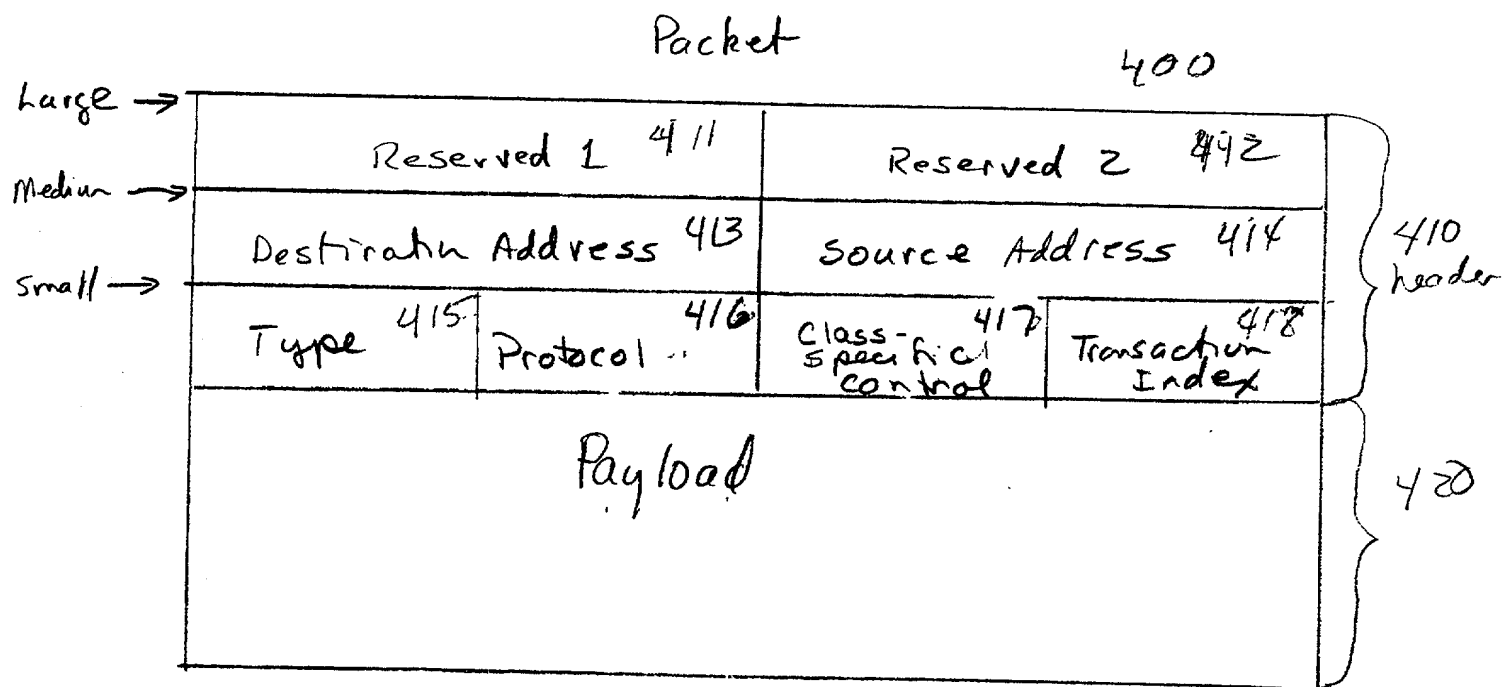 Packet
400
Large →
Reserved 1 411
Reserved 2 412
Medium →
Destination Address 413
Source Address 414
410
header
Small →
Type 415
Protocol 416
Class-
specific
control 417
Transaction
Index 418
Payload
420